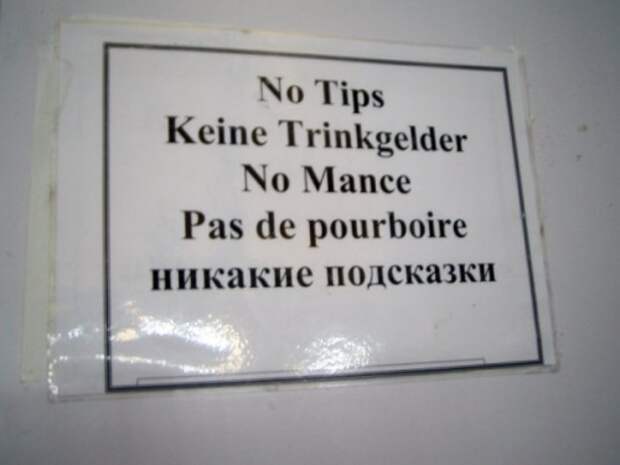 No Tips
Keine Trinkgelder
No Mance
Pas de pourboire
никакие подсказки